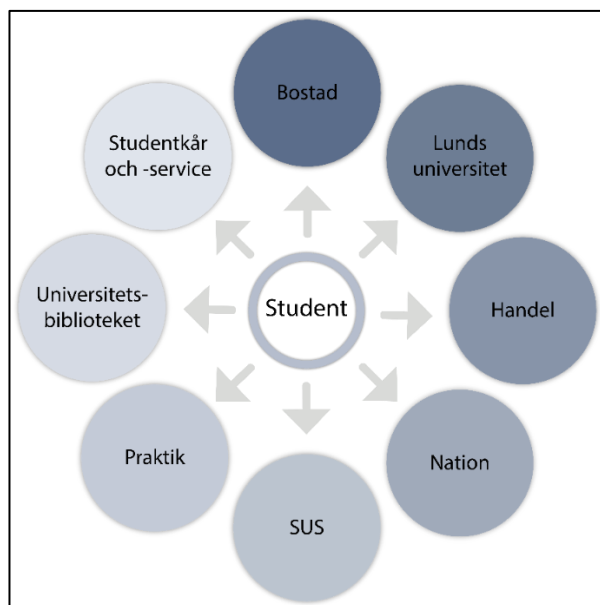 Bostad
Studentkår
och -service
Lunds
universitet
Universitets-
biblioteket
Student
Handel
Praktik
Nation
SUS